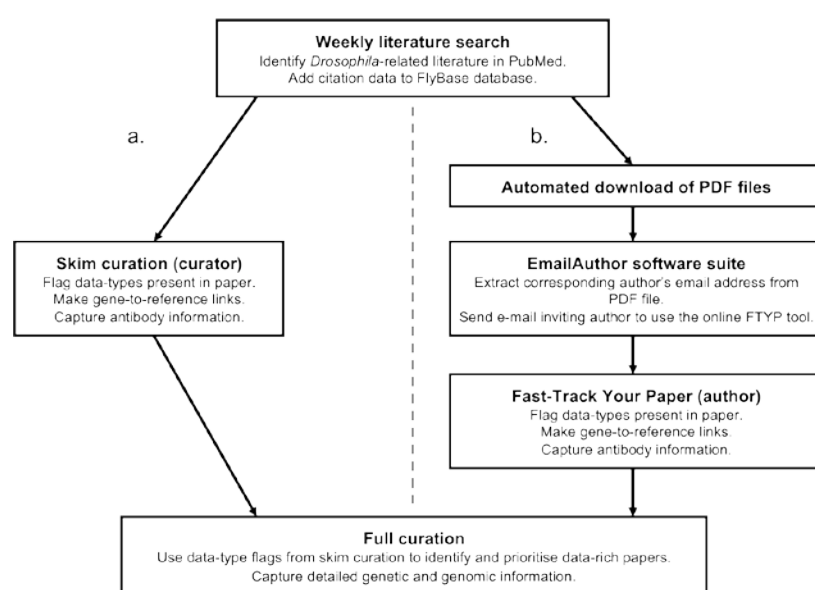 Weekly literature search
Identify Drosophila-related literature in PubMed.
Add citation data to FlyBase database.
a.
b.
Automated download of PDF files
Skim curation (curator)
Flag data-types present in paper.
Make gene-to-reference links.
Capture antibody information.
EmailAuthor software suite
Extract corresponding author's email address from
PDF file.
Send e-mail inviting author to use the online FTYP tool.
Fast-Track Your Paper (author)
Flag data-types present in paper.
Make gene-to-reference links.
Capture antibody information.
Full curation
Use data-type flags from skim curation to identify and prioritise data-rich papers.
Capture detailed genetic and genomic information.